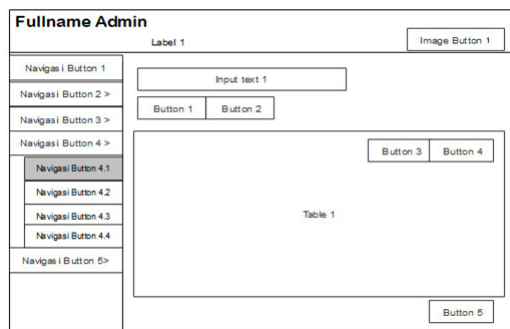 Fullname Admin
Label 1
Image Button 1
Navigasi Button 1
Navigasi Button 2 >
Navigasi Button 3 >
Navigasi Button 4 >
Navigasi Button 4.1
Navigasi Button 4.2
Navigasi Button 4.3
Navigasi Button 4.4
Navigasi Button 5>
Input text 1
Button 1
Button 2
Button 3
Button 4
Table 1
Button 5